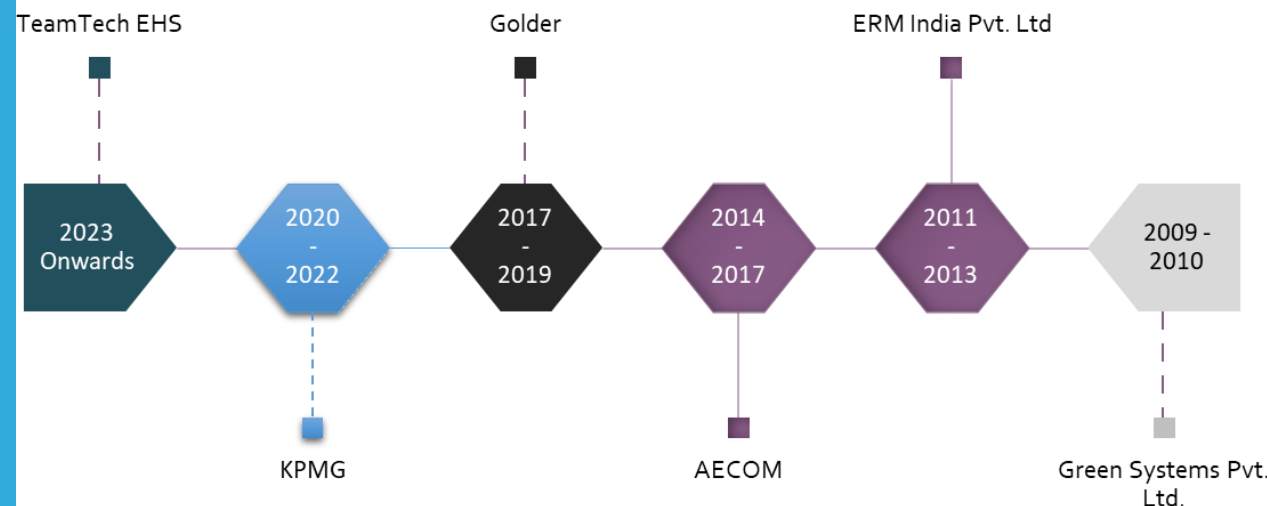 TeamTech EHS
Golder
ERM India Pvt. Ltd
2023
Onwards
2020
-
2022
2017
-
2019
2014
-
2017
2011
-
2013
2009 -
2010
KPMG
AECOM
Green Systems Pvt.
Ltd.